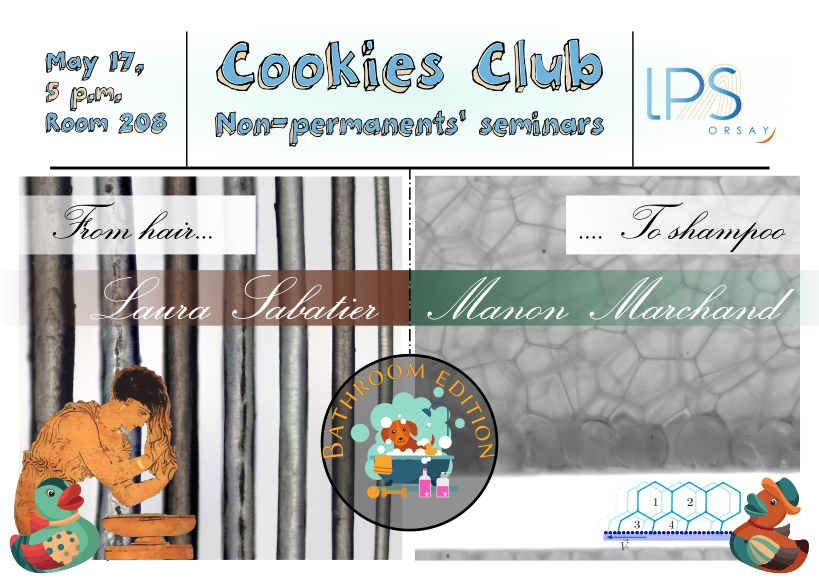 May 17,
5 p.m.
Room 208
Cookies Club
Non-permanents' seminars
LPS
ORSAY
From hair...
.... To shampoo
Laura Sabatier
Manon Marchand
BATHROOM EDITION
1 2
3 4
V